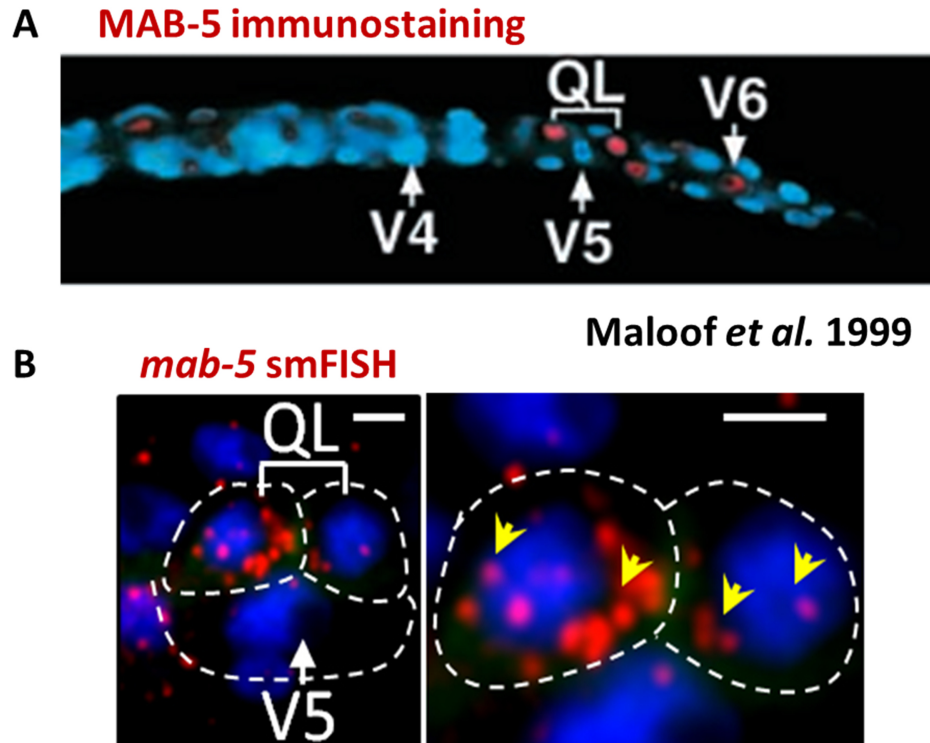 A MAB-5 immunostaining
QL
V6
V4
V5
Maloof et al. 1999
B mab-5 smFISH
QL
V5